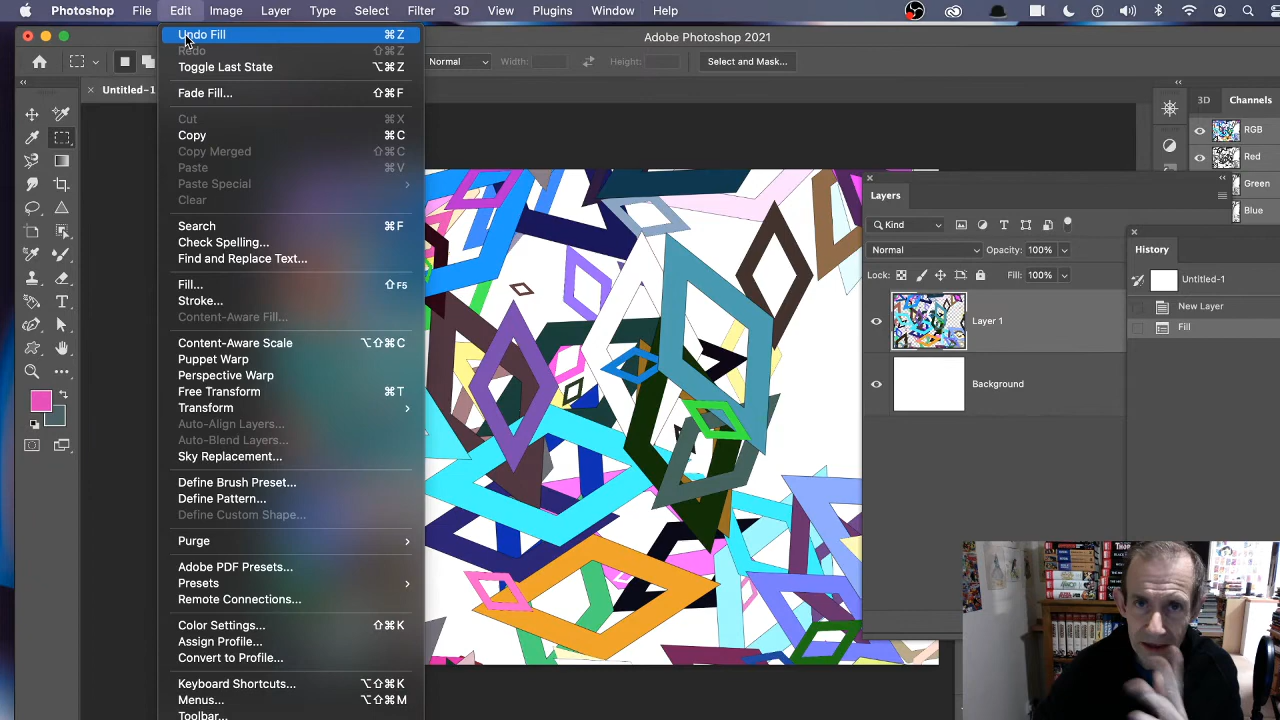 Photoshop File Edit Image Layer Type Select Filter 3D View Plugins Window Help
Adobe Photoshop 2021
Normal Width: Height: Select and Mask...
Untitled-1
Undo Fill ⌘Z
Redo ⇧⌘Z
Toggle Last State ⌥⌘Z
Fade Fill... ⇧⌘F
Cut ⌘X
Copy ⌘C
Copy Merged ⇧⌘C
Paste ⌘V
Paste Special
Clear
Search ⌘F
Check Spelling...
Find and Replace Text...
Fill... ⇧F5
Stroke...
Content-Aware Fill...
Content-Aware Scale ⌥⇧⌘C
Puppet Warp
Perspective Warp
Free Transform ⌘T
Transform
Auto-Align Layers...
Auto-Blend Layers...
Sky Replacement...
Define Brush Preset...
Define Pattern...
Define Custom Shape...
Purge
Adobe PDF Presets...
Presets
Remote Connections...
Color Settings... ⇧⌘K
Assign Profile...
Convert to Profile...
Keyboard Shortcuts... ⌥⇧⌘K
Menus... ⌥⇧⌘M
Toolbar...
3D Channels
RGB
Red
Green
Blue
Layers
Kind
Normal Opacity: 100%
Lock: Fill: 100%
Layer 1
Background
History
Untitled-1
New Layer
Fill